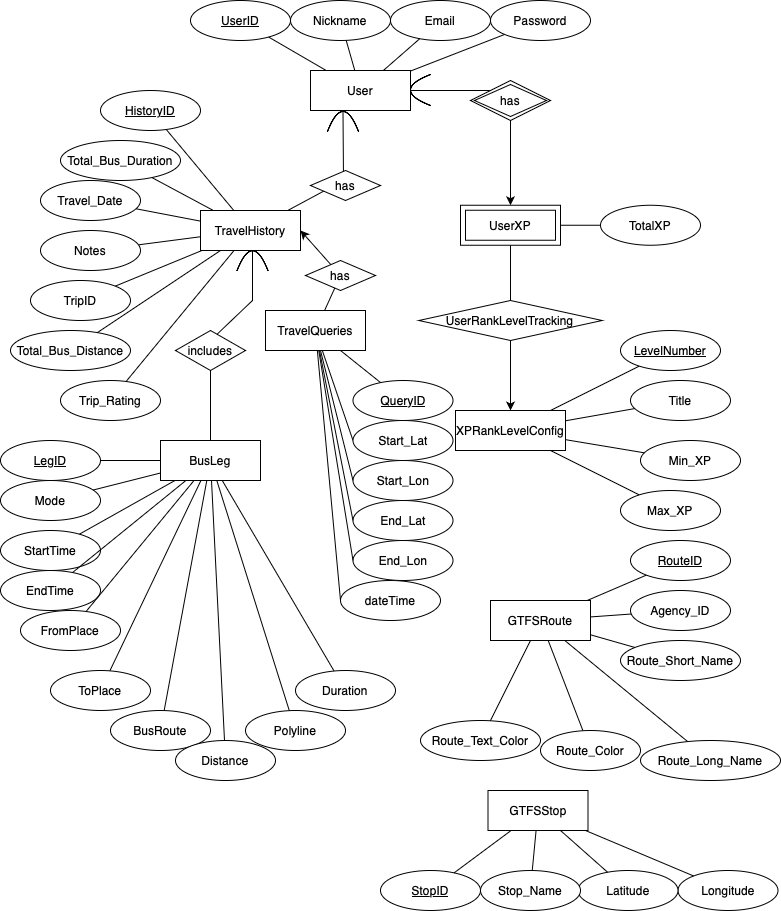 UserID
Nickname
Email
Password
User
has
HistoryID
Total_Bus_Duration
Travel_Date
has
TravelHistory
UserXP
TotalXP
Notes
has
TripID
UserRankLevelTracking
TravelQueries
Total_Bus_Distance
includes
LevelNumber
Trip_Rating
QueryID
Title
Start_Lat
XPRankLevelConfig
LegID
BusLeg
Min_XP
Start_Lon
Mode
Max_XP
End_Lat
StartTime
End_Lon
RouteID
EndTime
dateTime
Agency_ID
GTFSRoute
FromPlace
Route_Short_Name
ToPlace
Duration
BusRoute
Polyline
Route_Text_Color
Route_Color
Distance
Route_Long_Name
GTFSStop
StopID
Stop_Name
Latitude
Longitude